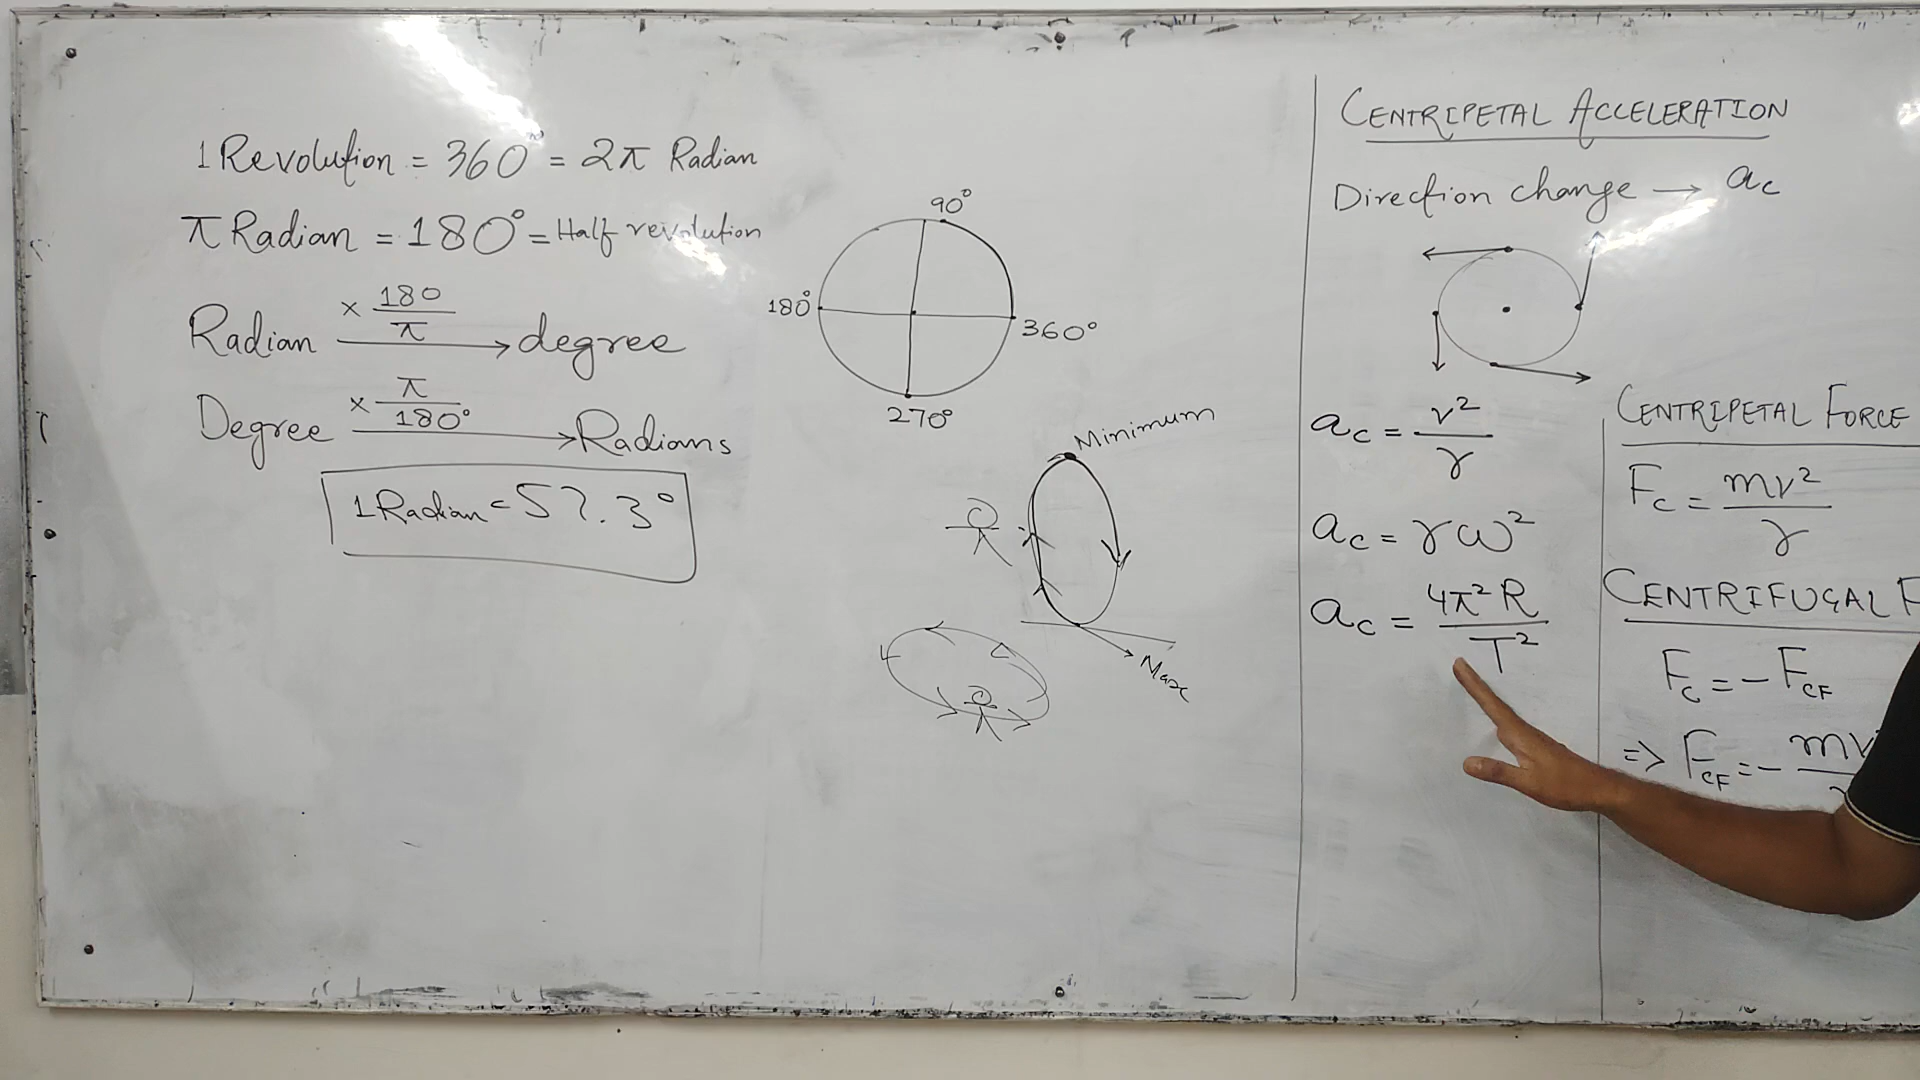 1 Revolution = 360° = 2π Radian
π Radian = 180° = Half revolution
Radian × 180/π → degree
Degree × π/180° → Radians
1 Radian = 57.3°
90°
180°
360°
270°
Minimum
Max
CENTRIPETAL ACCELERATION
Direction change → ac
ac = v²/r
ac = rω²
ac = 4π²R/T²
CENTRIPETAL FORCE
Fc = mv²/r
CENTRIFUGAL F
Fc = - FCF
=> FCF = - mv